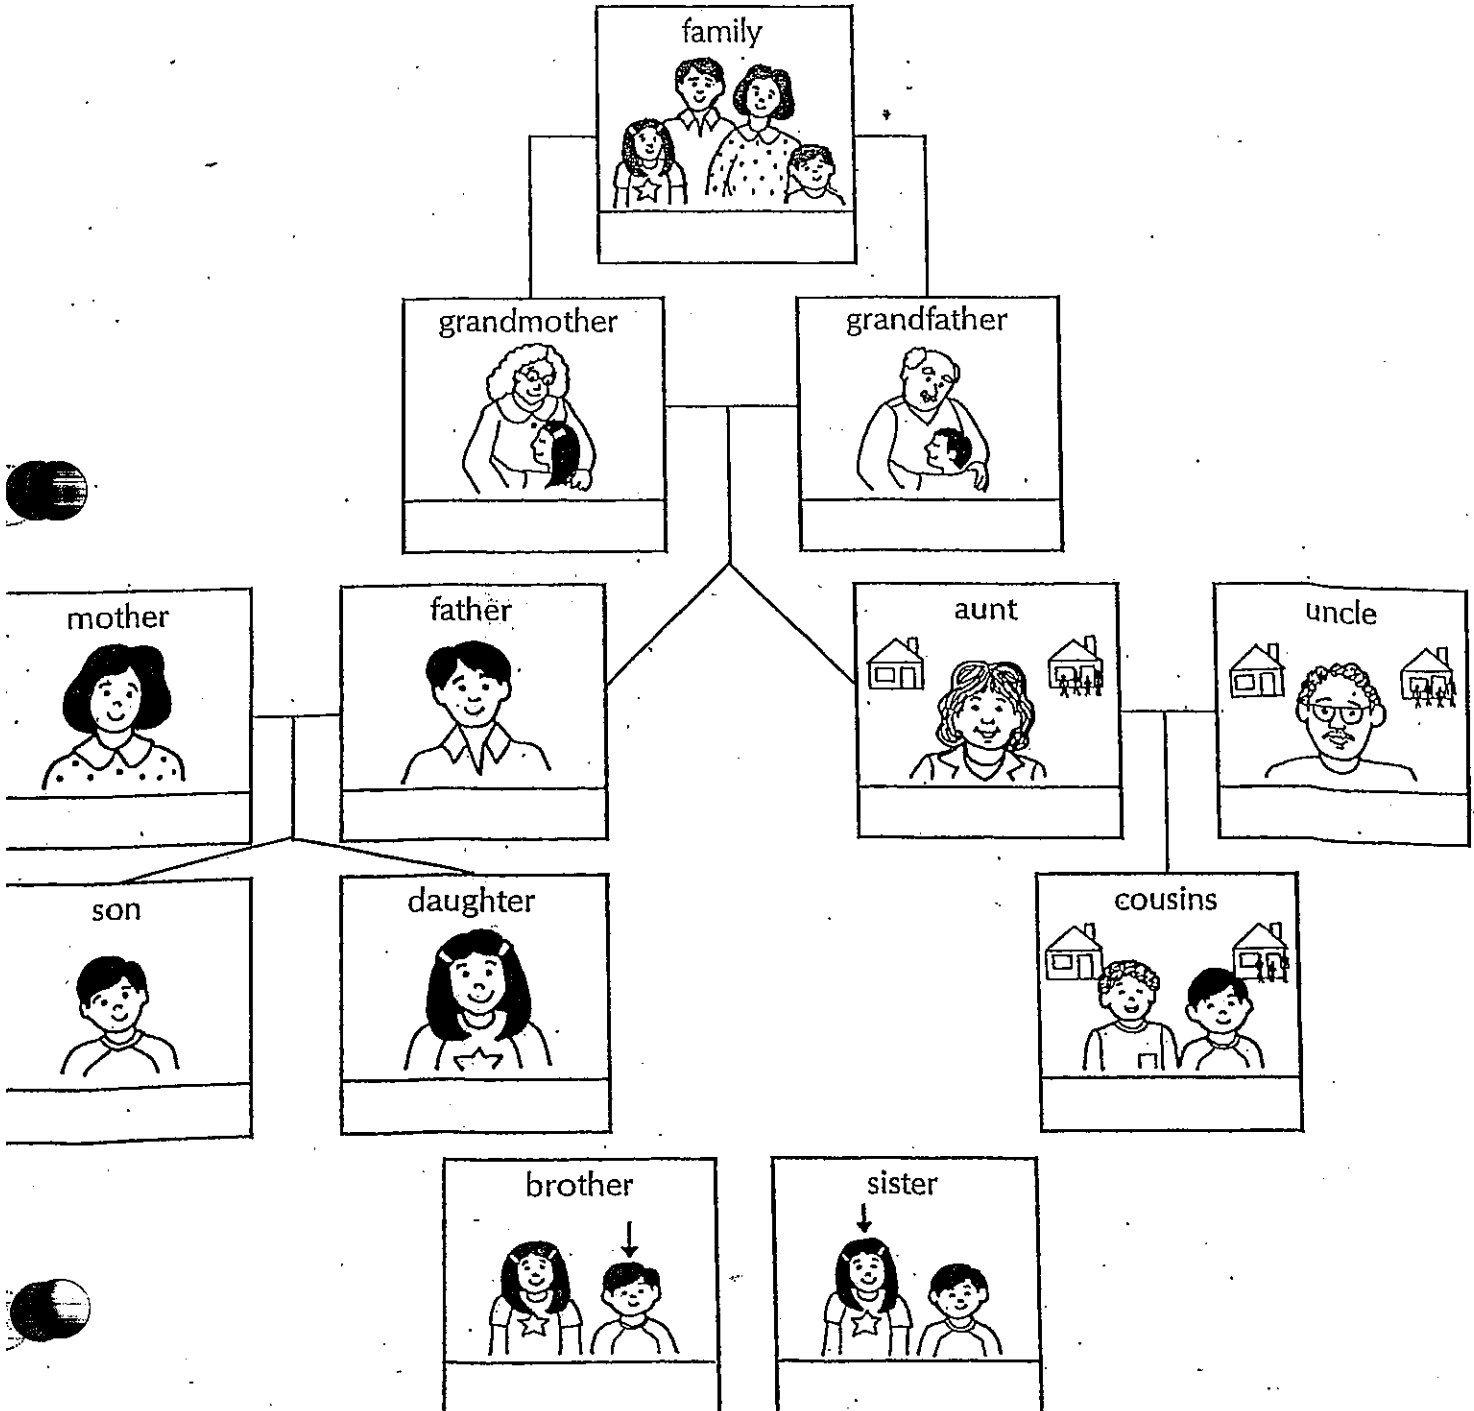 family
grandmother
grandfather
mother
father
aunt
uncle
son
daughter
cousins
brother
sister